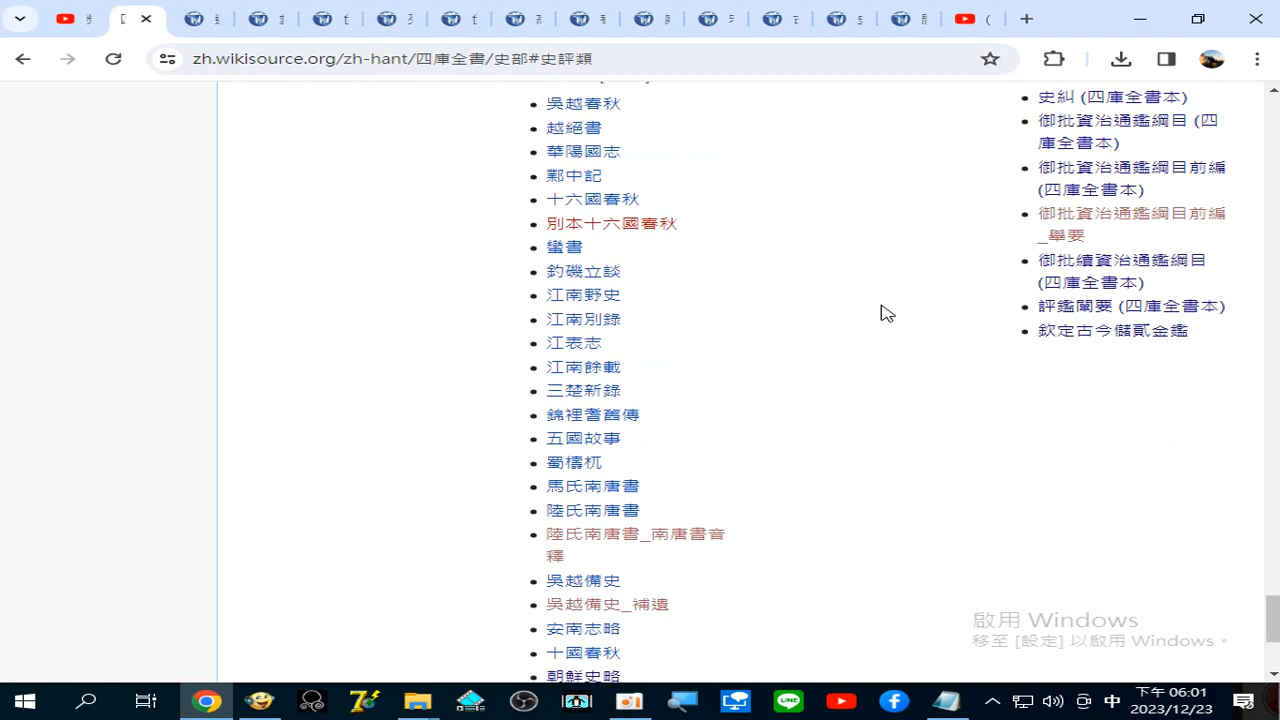 zh.wikisource.org/zh-hant/四庫全書/史部#史評類
吳越春秋
越絕書
華陽國志
鄴中記
十六國春秋
別本十六國春秋
蠻書
釣磯立談
江南野史
江南別錄
江表志
江南餘載
三楚新錄
錦裡耆舊傳
五國故事
蜀檮杌
馬氏南唐書
陸氏南唐書
陸氏南唐書_南唐書音
釋
吳越備史
吳越備史_補遺
安南志略
十國春秋
朝鮮史略
史糾 (四庫全書本)
御批資治通鑑綱目 (四
庫全書本)
御批資治通鑑綱目前編
(四庫全書本)
御批資治通鑑綱目前編
_舉要
御批續資治通鑑綱目
(四庫全書本)
評鑑闡要 (四庫全書本)
欽定古今儲貳金鑑
啟用 Windows
移至 [設定] 以啟用 Windows。
中
下午 06:01
2023/12/23